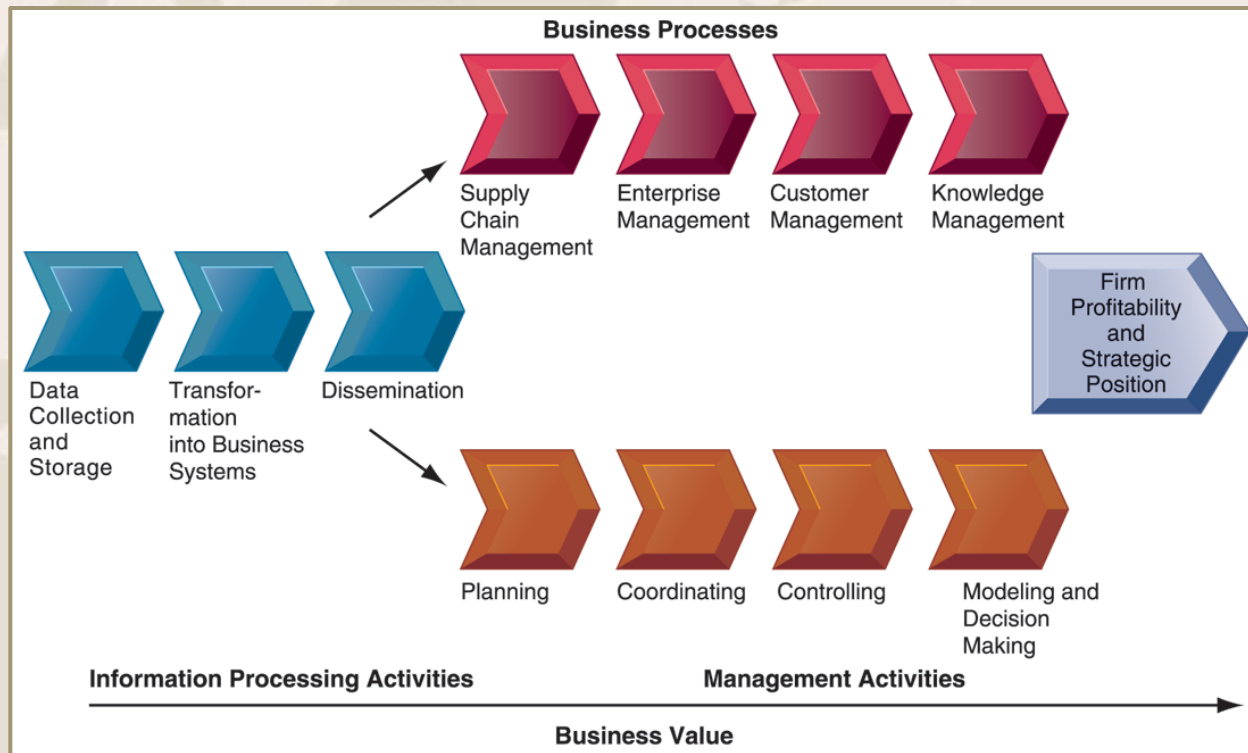 Business Processes
Supply
Chain
Management
Enterprise
Management
Customer
Management
Knowledge
Management
Data
Collection
and
Storage
Transfor-
mation
into Business
Systems
Dissemination
Firm
Profitability
and
Strategic
Position
Planning
Coordinating
Controlling
Modeling and
Decision
Making
Information Processing Activities
Management Activities
Business Value